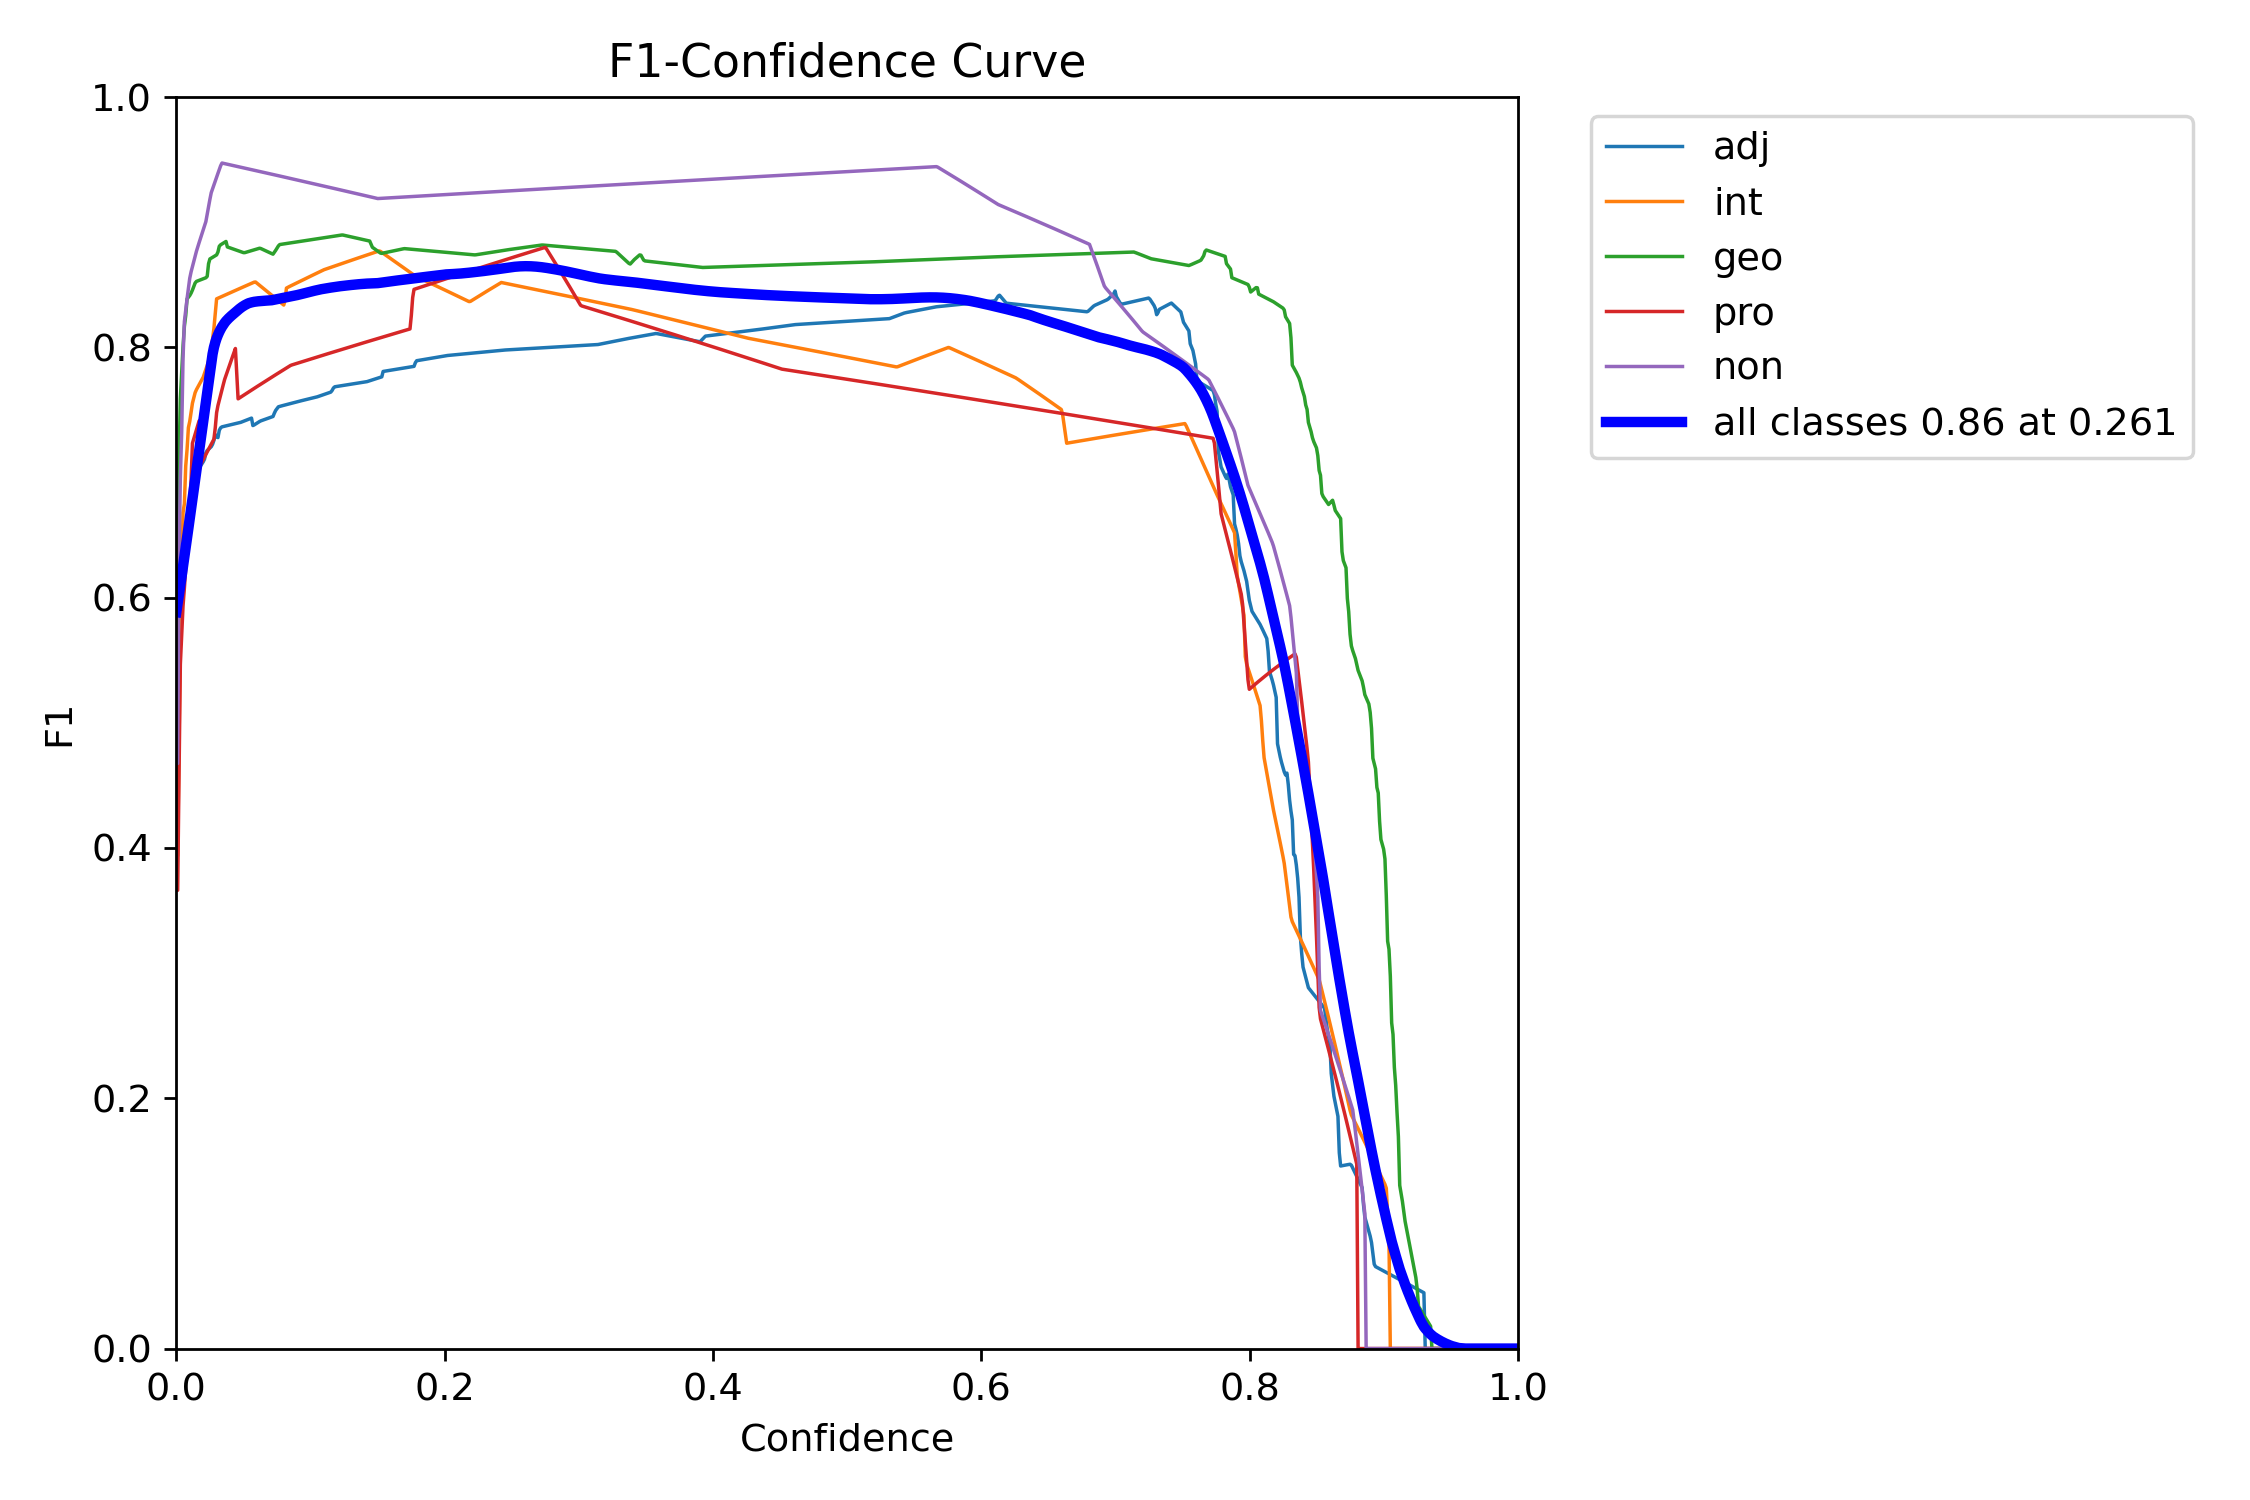 F1-Confidence Curve
1.0
0.8
0.6
0.4
0.2
0.0
F1
0.0 0.2 0.4 0.6 0.8 1.0
Confidence
adj
int
geo
pro
non
all classes 0.86 at 0.261